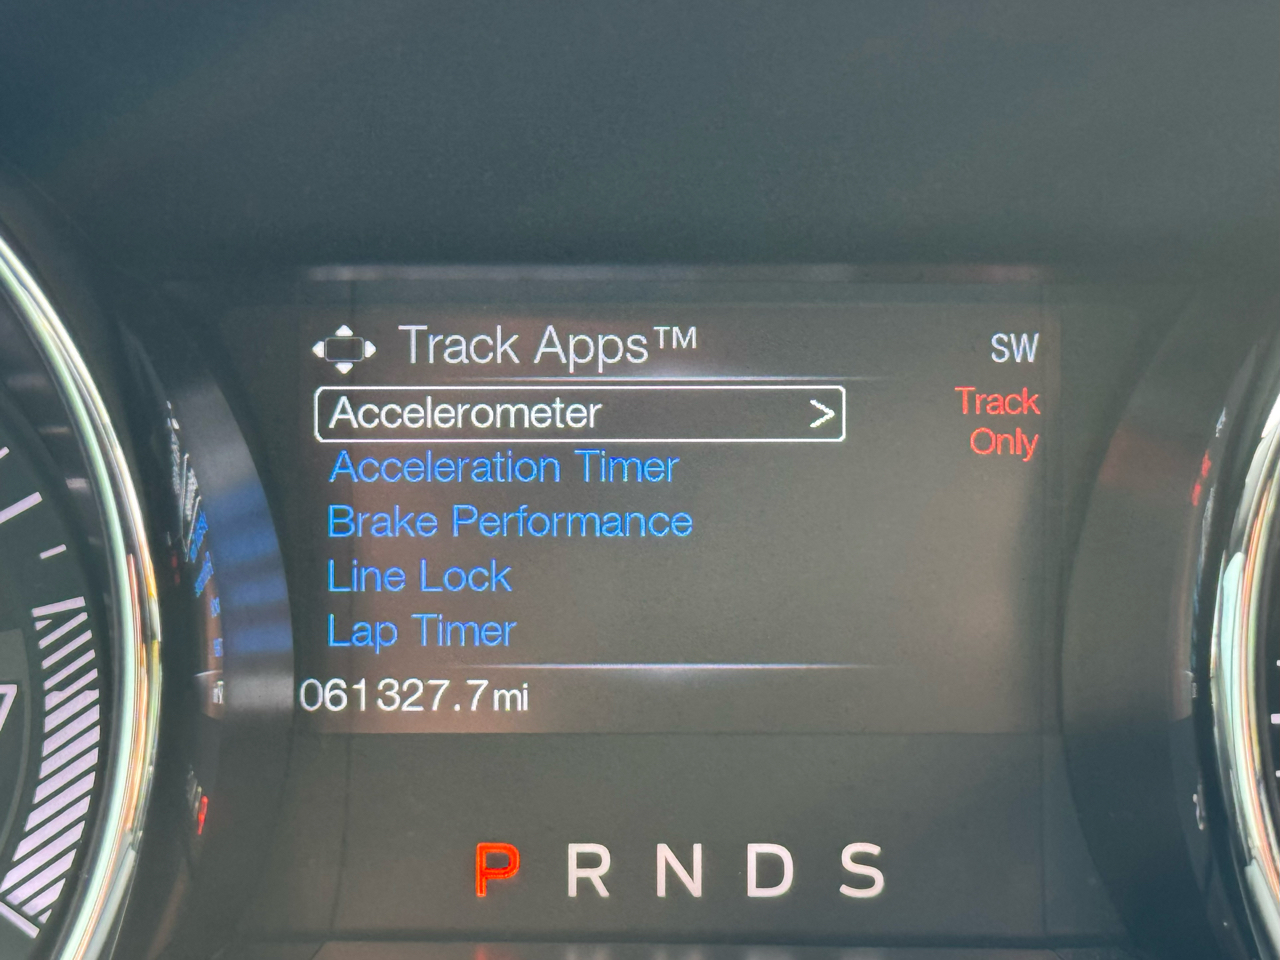 Track Apps™
SW
Accelerometer >
Track
Only
Acceleration Timer
Brake Performance
Line Lock
Lap Timer
061327.7mi
P R N D S